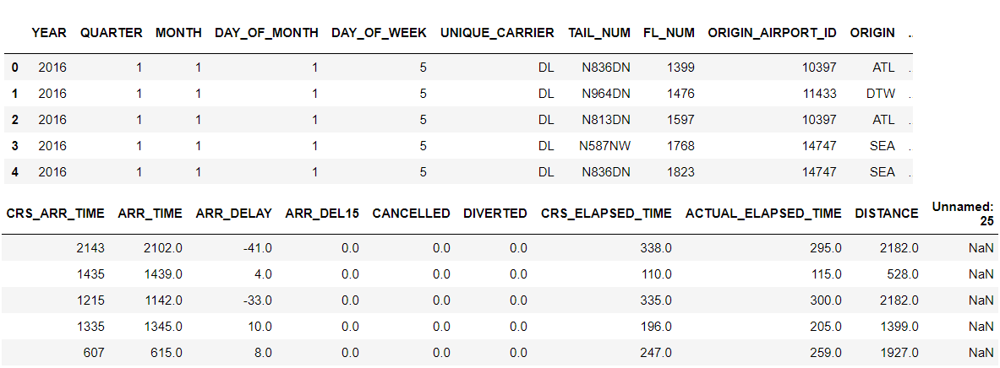 YEAR QUARTER MONTH DAY_OF_MONTH DAY_OF_WEEK UNIQUE_CARRIER TAIL_NUM FL_NUM ORIGIN_AIRPORT_ID ORIGIN ..
0 2016 1 1 1 5 DL N836DN 1399 10397 ATL .
1 2016 1 1 1 5 DL N964DN 1476 11433 DTW .
2 2016 1 1 1 5 DL N813DN 1597 10397 ATL .
3 2016 1 1 1 5 DL N587NW 1768 14747 SEA .
4 2016 1 1 1 5 DL N836DN 1823 14747 SEA .
CRS_ARR_TIME ARR_TIME ARR_DELAY ARR_DEL15 CANCELLED DIVERTED CRS_ELAPSED_TIME ACTUAL_ELAPSED_TIME DISTANCE Unnamed:
25
2143 2102.0 -41.0 0.0 0.0 0.0 338.0 295.0 2182.0 NaN
1435 1439.0 4.0 0.0 0.0 0.0 110.0 115.0 528.0 NaN
1215 1142.0 -33.0 0.0 0.0 0.0 335.0 300.0 2182.0 NaN
1335 1345.0 10.0 0.0 0.0 0.0 196.0 205.0 1399.0 NaN
607 615.0 8.0 0.0 0.0 0.0 247.0 259.0 1927.0 NaN